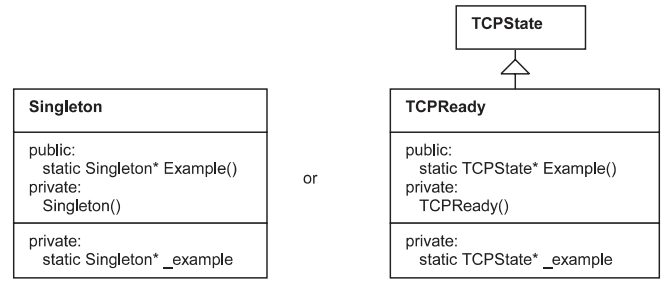 TCPState
Singleton
public:
static Singleton* Example()
private:
Singleton()
private:
static Singleton* _example
or
TCPReady
public:
static TCPState* Example()
private:
TCPReady()
private:
static TCPState* _example